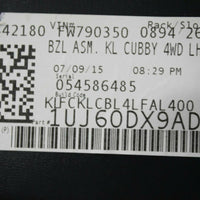 VIN# Rack/Slo
42180 FW790350 0894 26
BZL ASM. KL CUBBY 4WD LH
07/09/15 08:29 PM
Serial
054586485
Build Code
KJFCKLCBL4LFAL400
1UJ60DX9AD